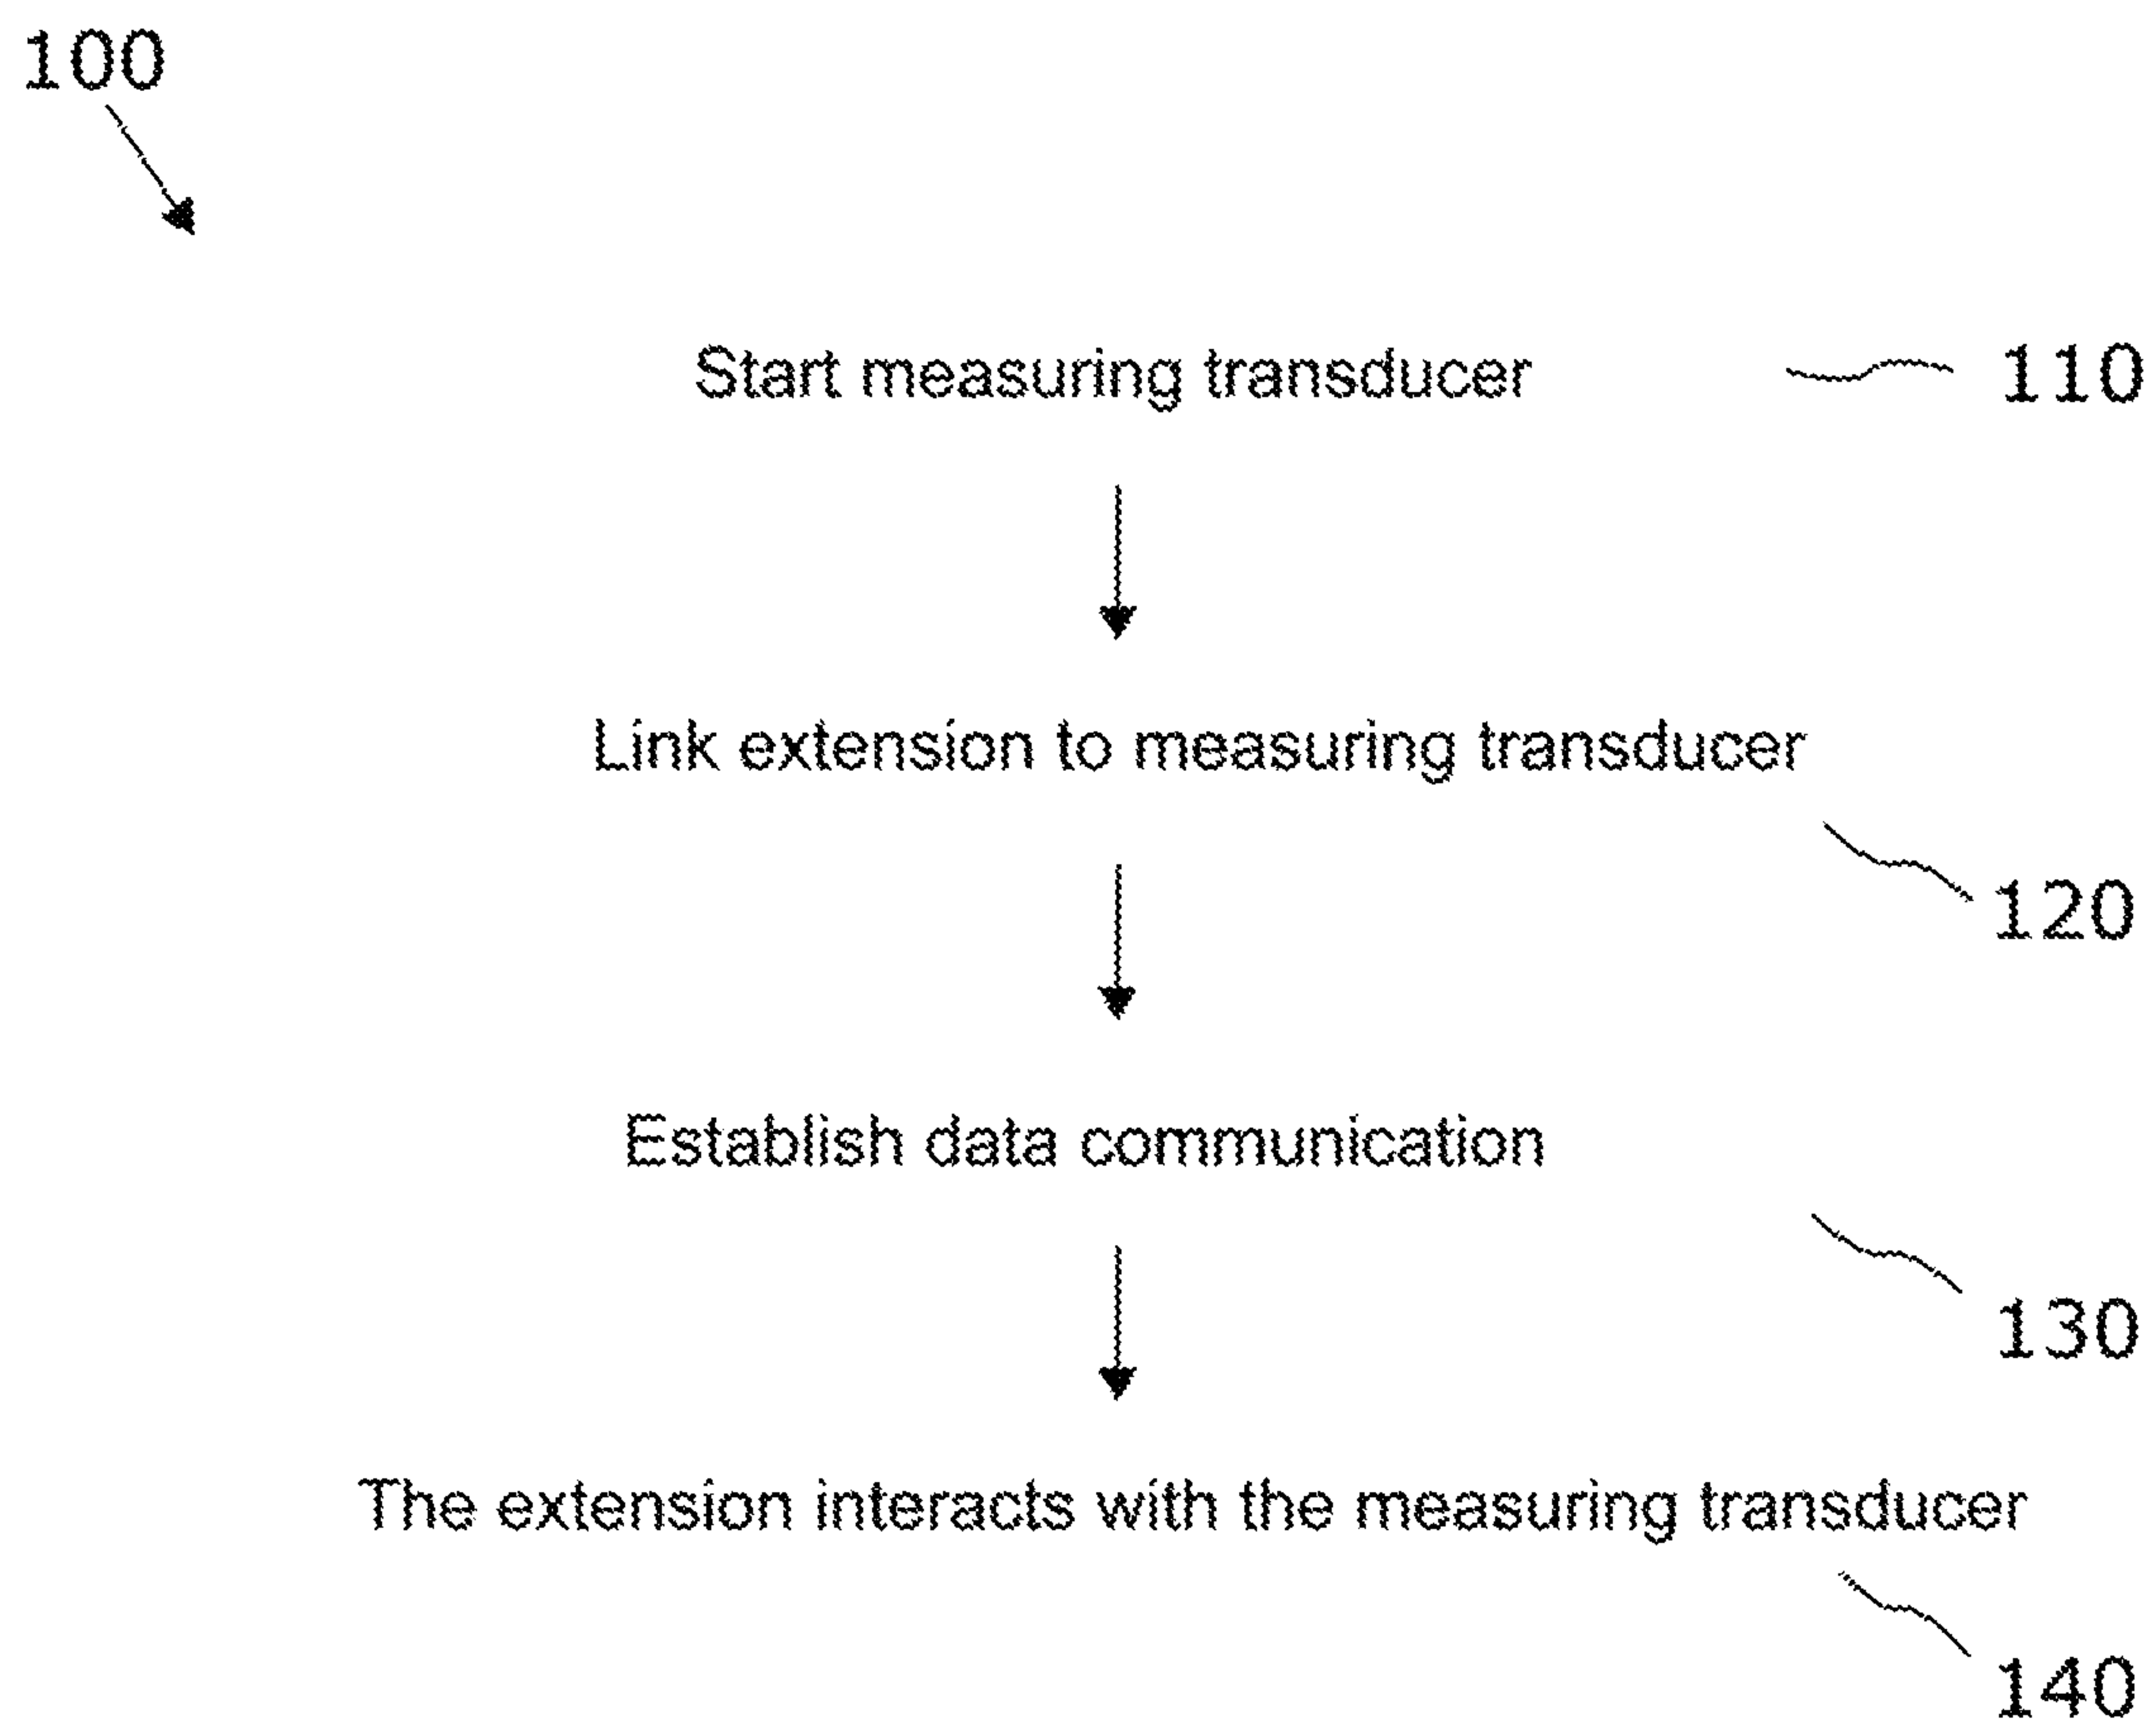 100
Start measuring transducer 110
Link extension to measuring transducer
120
Establish data communication
130
The extension interacts with the measuring transducer
140